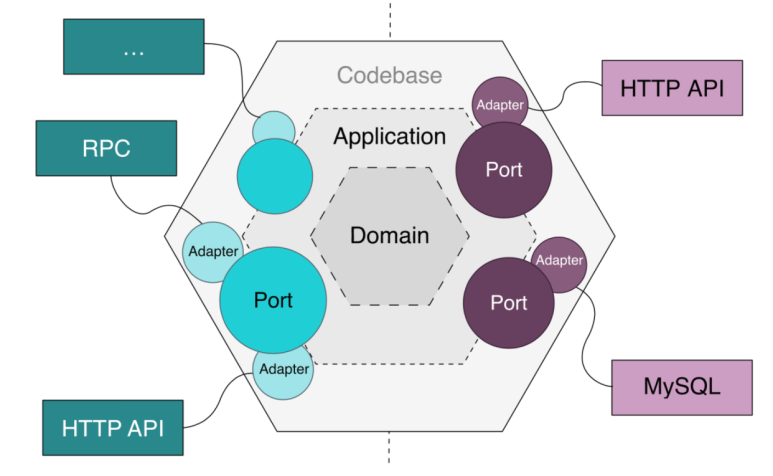 ...
Codebase
HTTP API
Adapter
RPC
Application
Port
Domain
Adapter
Adapter
Port
Port
Adapter
MySQL
HTTP API